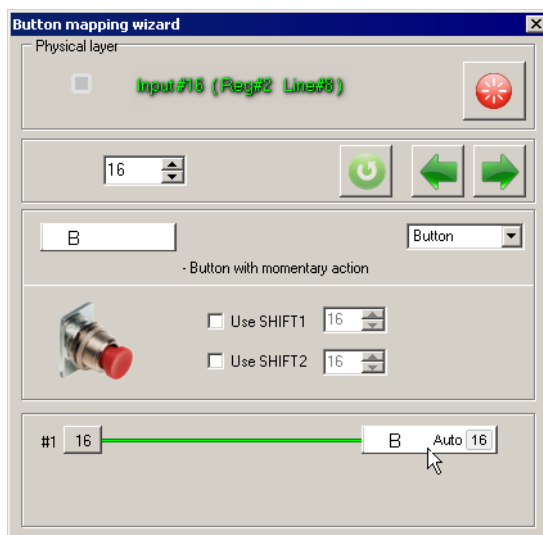 Button mapping wizard
Physical layer
Input#16 (Reg#2 Line#8)
16
B
Button
- Button with momentary action
Use SHIFT1 16
Use SHIFT2 16
#1 16 B Auto 16